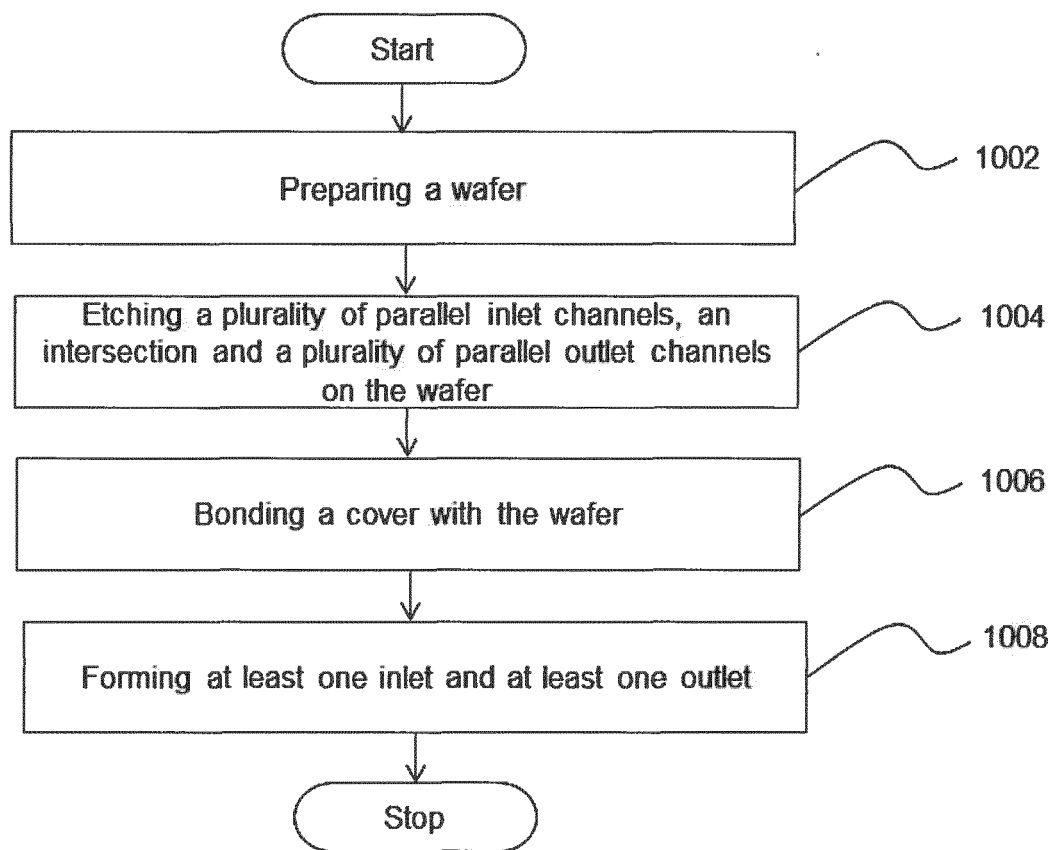 Start
Preparing a wafer
1002
Etching a plurality of parallel inlet channels, an
intersection and a plurality of parallel outlet channels
on the wafer
1004
Bonding a cover with the wafer
1006
Forming at least one inlet and at least one outlet
1008
Stop